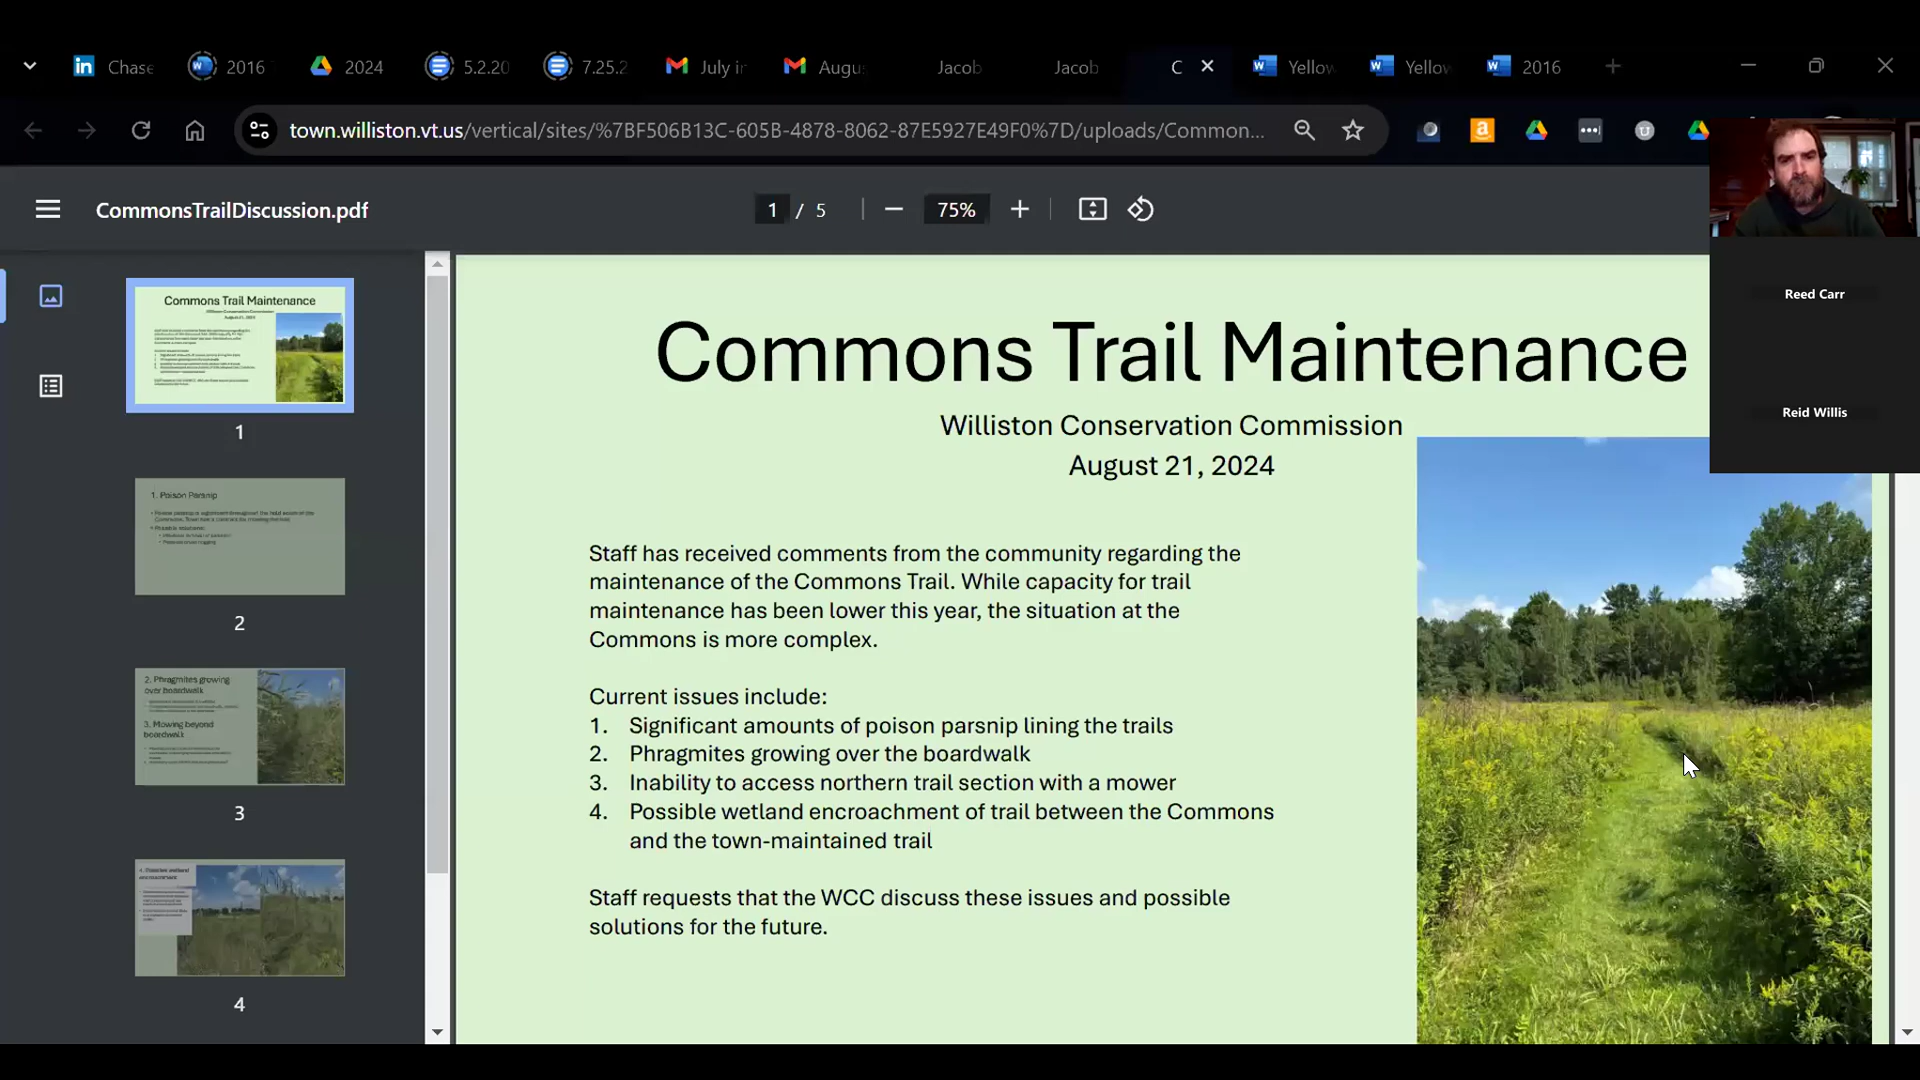 Chase
2016
2024
5.2.20
7.25.2
July in
Augu
Jacob
Jacob
C
Yellow
Yellow
2016
town.williston.vt.us/vertical/sites/%7BF506B13C-605B-4878-8062-87E5927E49F0%7D/uploads/Common...
CommonsTrailDiscussion.pdf
1 / 5
75%
Commons Trail Maintenance
Williston Conservation Commission
August 21, 2024
Staff has received comments from the community regarding the
maintenance of the Commons Trail. While capacity for trail
maintenance has been lower this year, the situation at the
Commons is more complex.
Current issues include:
1. Significant amounts of poison parsnip lining the trails
2. Phragmites growing over the boardwalk
3. Inability to access northern trail section with a mower
4. Possible wetland encroachment of trail between the Commons
and the town-maintained trail
Staff requests that the WCC discuss these issues and possible
solutions for the future.
Reed Carr
Reid Willis
Commons Trail Maintenance
1
1. Poison Parsnip
2
2. Phragmites growing
over boardwalk
3. Mowing beyond
boardwalk
3
4